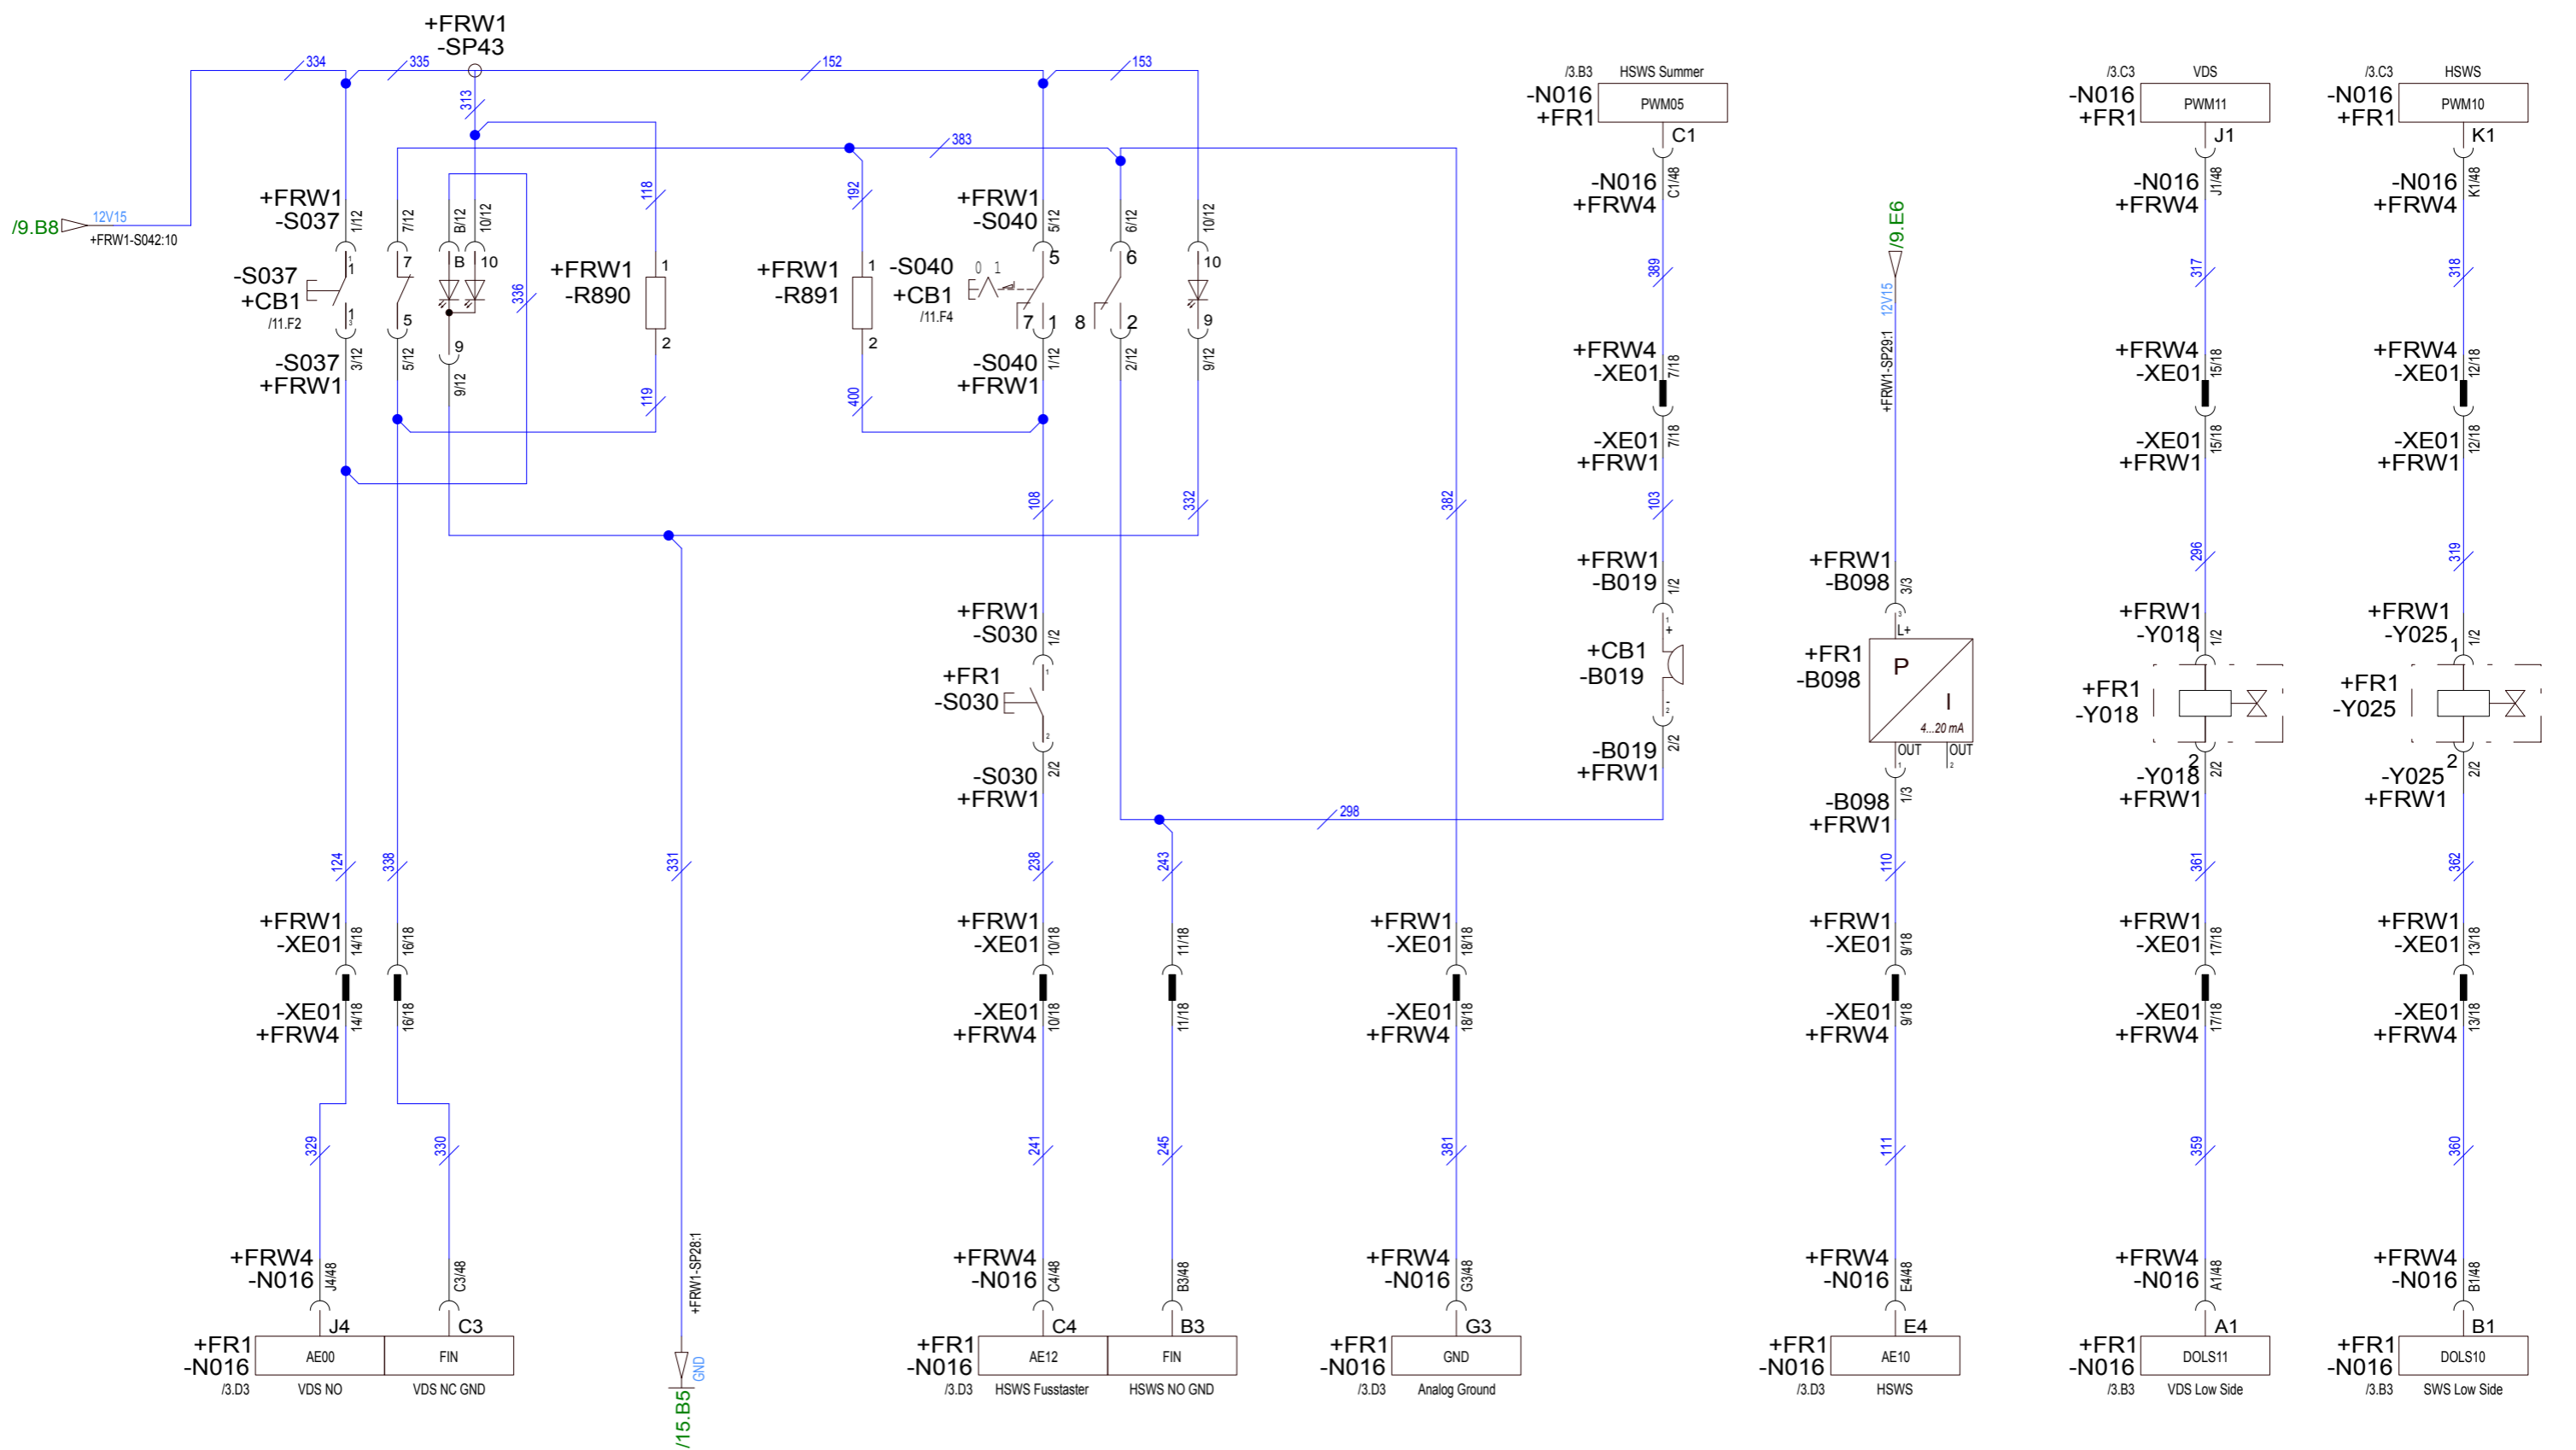 +FRW1
-SP43
334
335
152
153
313
/9.B8
12V15
+FRW1-S042:10
383
118
192
+FRW1
-S037
1/12
7/12
B/12
10/12
+FRW1
-S040
5/12
6/12
10/12
-S037
+CB1
/11.F2
1
1
7
B
10
336
1
3
5
9
-S037
+FRW1
3/12
5/12
9/12
+FRW1
-R890
1
2
119
+FRW1
-R891
1
2
400
-S040
+CB1
/11.F4
0 1
5
7
1
6
8
2
10
9
-S040
+FRW1
1/12
2/12
9/12
108
332
382
+FRW1
-S030
1/2
+FR1
-S030
1
2
-S030
+FRW1
2/2
298
124
338
331
238
243
+FRW1
-XE01
14/18
16/18
-XE01
+FRW4
14/18
16/18
+FRW1
-XE01
10/18
11/18
-XE01
+FRW4
10/18
11/18
+FRW1
-XE01
18/18
-XE01
+FRW4
18/18
329
330
241
245
381
+FRW4
-N016
J4/48
C3/48
J4
C3
+FR1
-N016
/3.D3
AE00
FIN
VDS NO
VDS NC GND
+FRW1-SP28:1
GND
/15.B5
+FRW4
-N016
C4/48
B3/48
C4
B3
+FR1
-N016
/3.D3
AE12
FIN
HSWS Fusstaster
HSWS NO GND
+FRW4
-N016
G3/48
G3
+FR1
-N016
/3.D3
GND
Analog Ground
/3.B3
HSWS Summer
-N016
+FR1
PWM05
C1
-N016
+FRW4
C1/48
389
+FRW4
-XE01
7/18
-XE01
+FRW1
7/18
103
+FRW1
-B019
1/2
1
+
+CB1
-B019
-
2
-B019
+FRW1
2/2
/9.E6
12V15
+FRW1-SP29:1
+FRW1
-B098
3/3
3
L+
+FR1
-B098
P
I
4...20 mA
OUT
OUT
1
2
-B098
+FRW1
1/3
110
+FRW1
-XE01
9/18
-XE01
+FRW4
9/18
111
+FRW4
-N016
E4/48
E4
+FR1
-N016
/3.D3
AE10
HSWS
/3.C3
VDS
-N016
+FR1
PWM11
J1
-N016
+FRW4
J1/48
317
+FRW4
-XE01
15/18
-XE01
+FRW1
15/18
296
+FRW1
-Y018
1/2
1
+FR1
-Y018
2
-Y018
+FRW1
2/2
361
+FRW1
-XE01
17/18
-XE01
+FRW4
17/18
359
+FRW4
-N016
A1/48
A1
+FR1
-N016
/3.B3
DOLS11
VDS Low Side
/3.C3
HSWS
-N016
+FR1
PWM10
K1
-N016
+FRW4
K1/48
318
+FRW4
-XE01
12/18
-XE01
+FRW1
12/18
319
+FRW1
-Y025
1/2
1
+FR1
-Y025
2
-Y025
+FRW1
2/2
362
+FRW1
-XE01
13/18
-XE01
+FRW4
13/18
360
+FRW4
-N016
B1/48
B1
+FR1
-N016
/3.B3
DOLS10
SWS Low Side